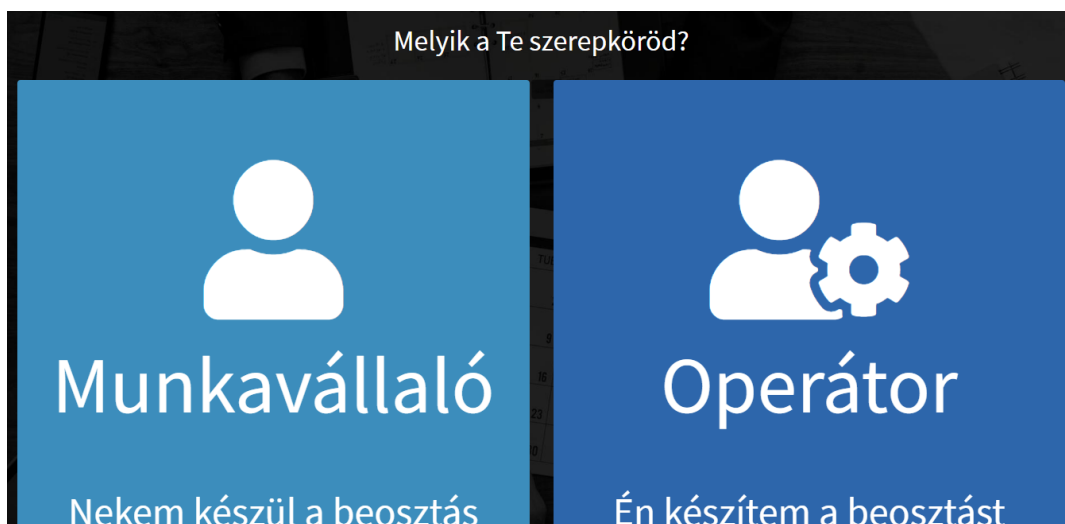 Melyik a Te szerepköröd?
Munkavállaló
Operátor
Nekem készül a beosztás
Én készítem a beosztást